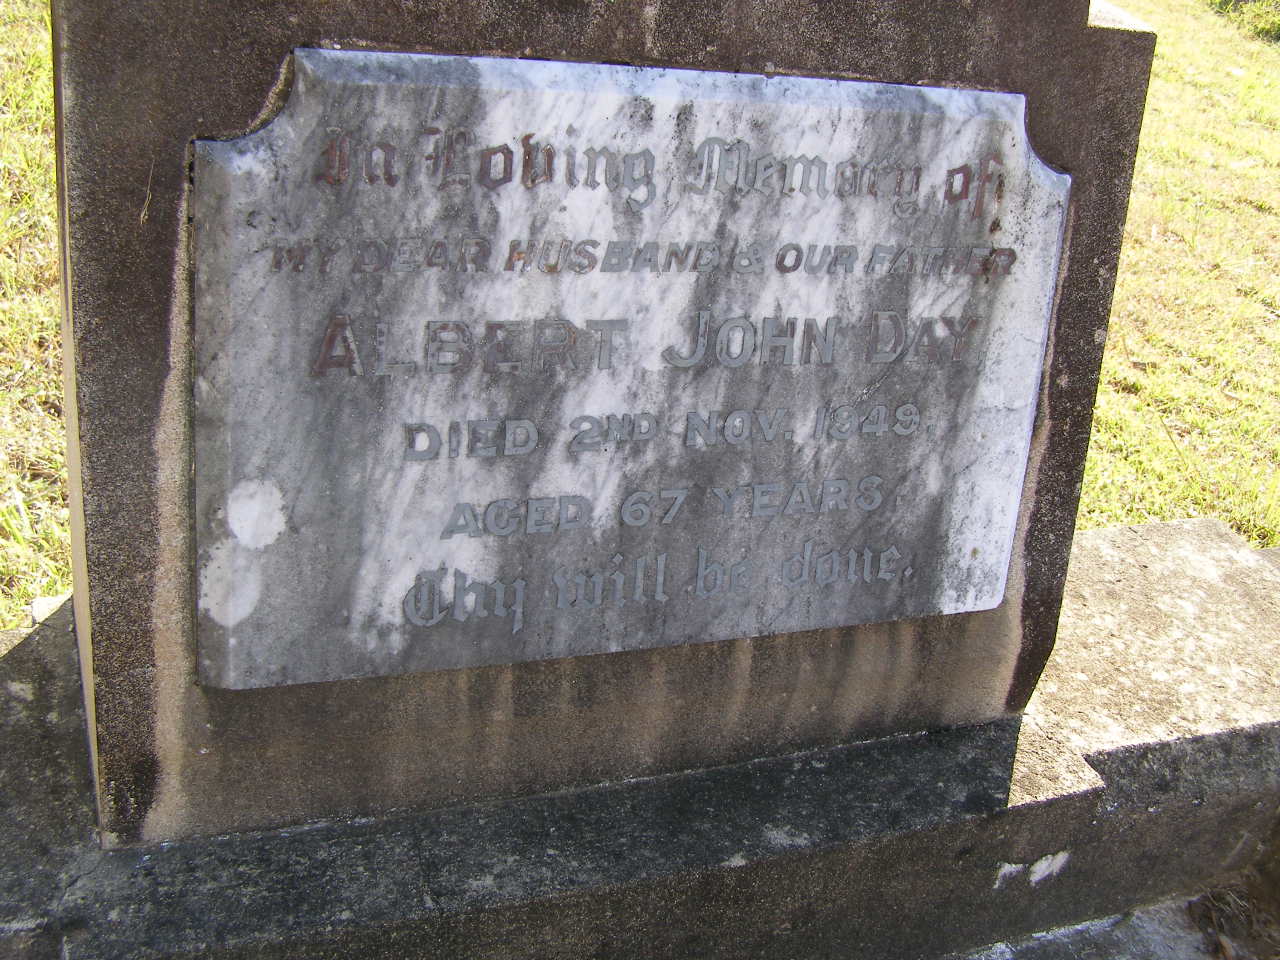 In Loving Memory of
MY DEAR HUSBAND & OUR FATHER
ALBERT JOHN DAY
DIED 2ND NOV. 1949.
AGED 67 YEARS.
Thy will be done.